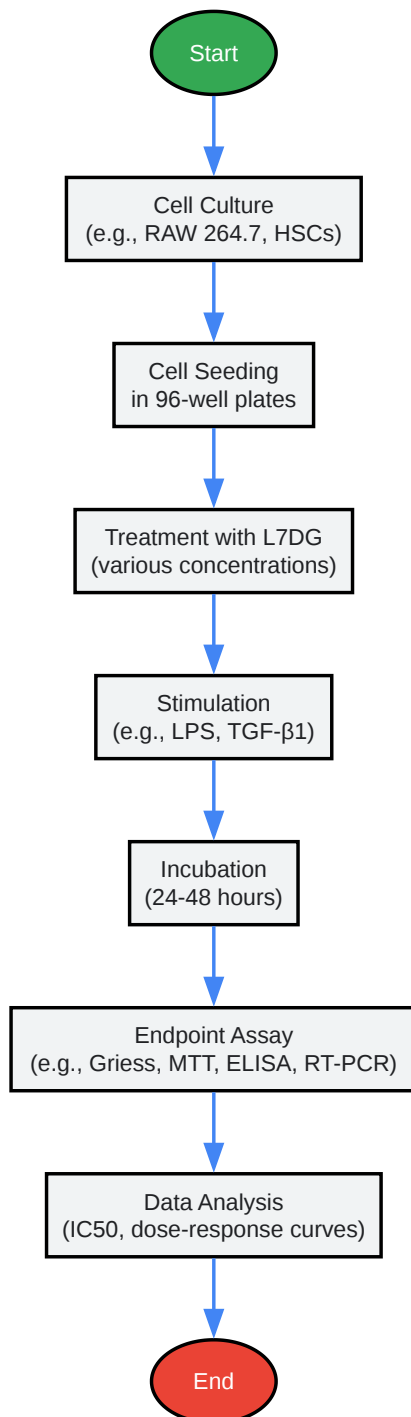 Start
Cell Culture
(e.g., RAW 264.7, HSCs)
Cell Seeding
in 96-well plates
Treatment with L7DG
(various concentrations)
Stimulation
(e.g., LPS, TGF-β1)
Incubation
(24-48 hours)
Endpoint Assay
(e.g., Griess, MTT, ELISA, RT-PCR)
Data Analysis
(IC50, dose-response curves)
End